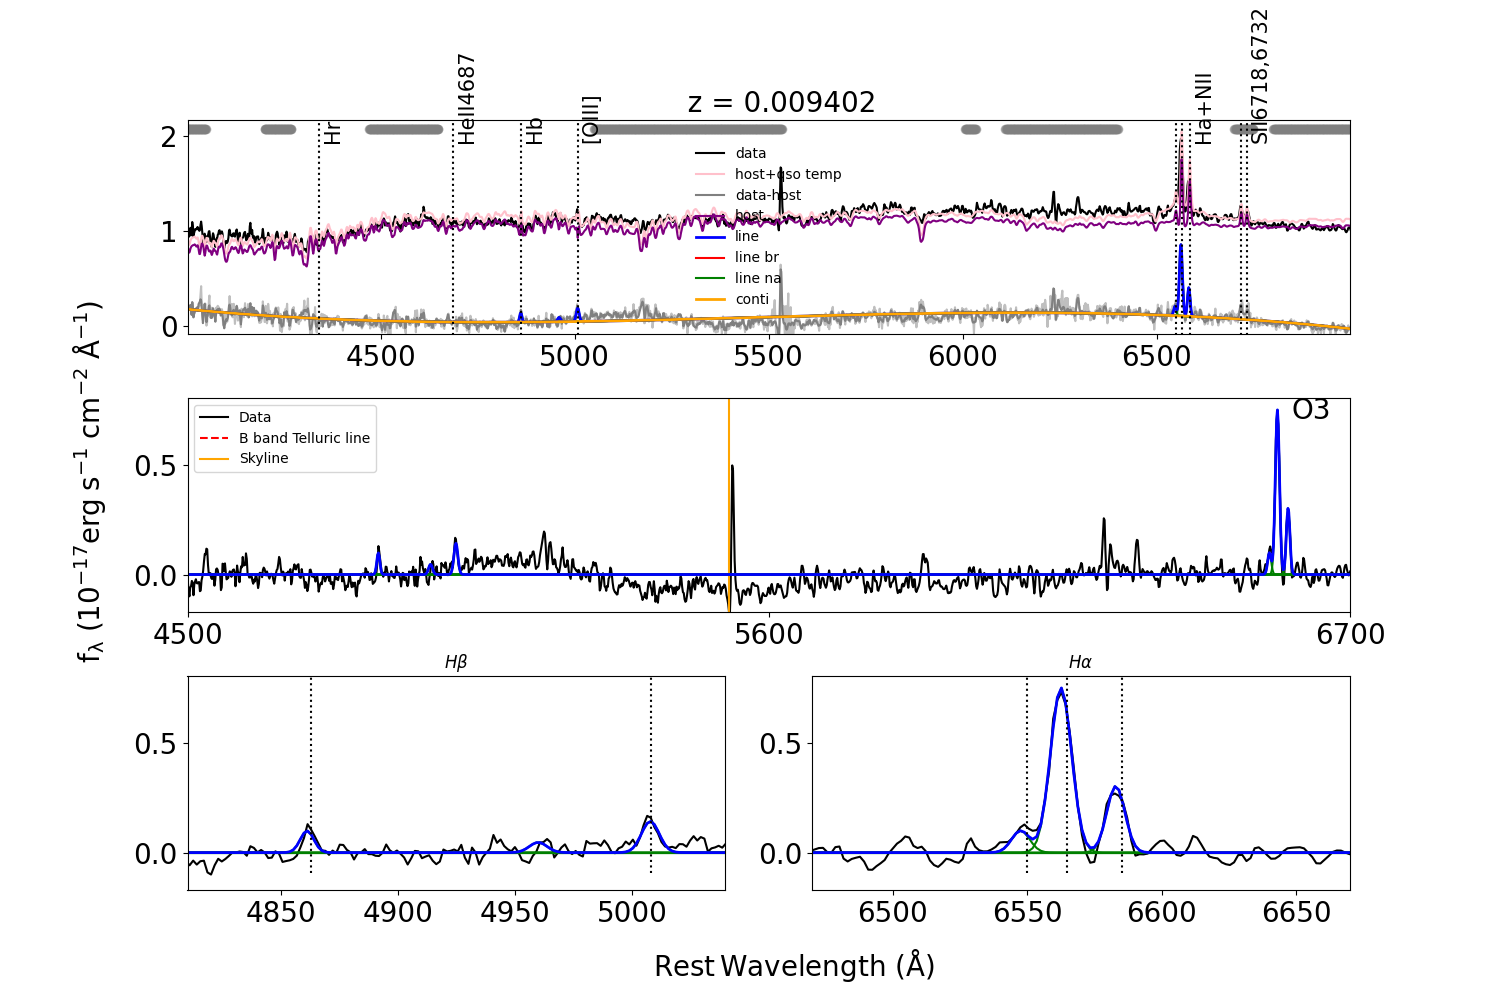 z = 0.009402
Hr
HeII4687
Hb
[OIII]
Ha+NII
SII6718,6732
2
1
0
data
host+qso temp
data-host
host
line
line br
line na
conti
4500 5000 5500 6000 6500
fλ (10−17erg s−1 cm−2 Å−1)
O3
Data
B band Telluric line
Skyline
0.5
0.0
4500 5600 6700
Hβ
0.5
0.0
4850 4900 4950 5000
Hα
0.5
0.0
6500 6550 6600 6650
Rest Wavelength (Å)